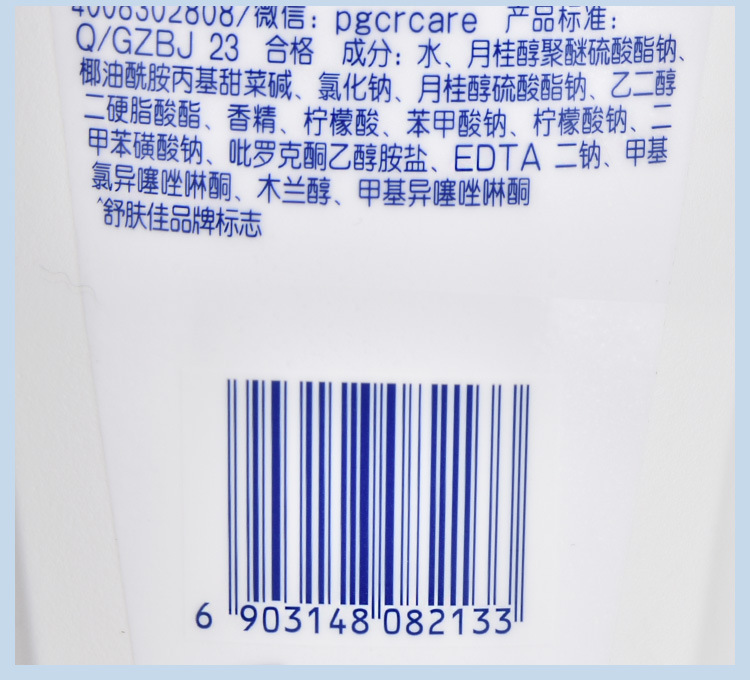 4008302808/微信：pgcrcare 产品标准：
Q/GZBJ 23 合格 成分：水、月桂醇聚醚硫酸酯钠、
椰油酰胺丙基甜菜碱、氯化钠、月桂醇硫酸酯钠、乙二醇
二硬脂酸酯、香精、柠檬酸、苯甲酸钠、柠檬酸钠、二
甲苯磺酸钠、吡罗克酮乙醇胺盐、EDTA 二钠、甲基
氯异噻唑啉酮、木兰醇、甲基异噻唑啉酮
^舒肤佳品牌标志
6 903148 082133